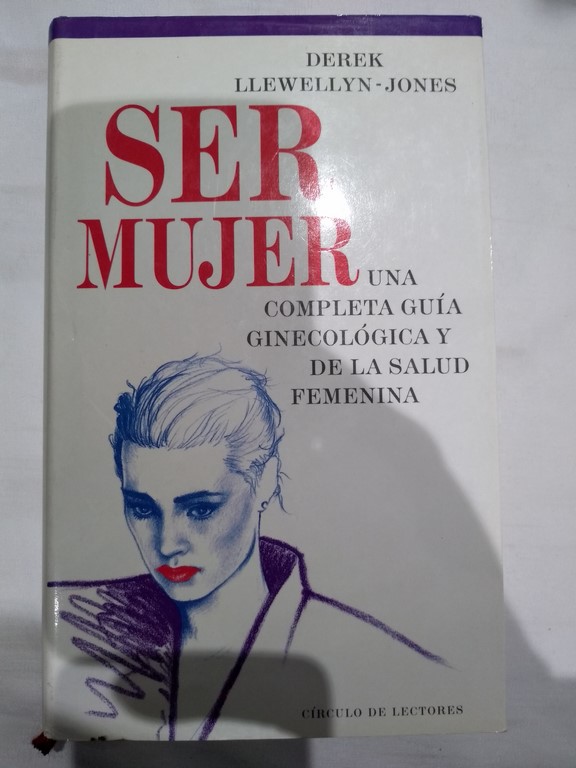 DEREK
LLEWELLYN-JONES
SER
MUJER
UNA
COMPLETA GUÍA
GINECOLÓGICA Y
DE LA SALUD
FEMENINA
CÍRCULO DE LECTORES